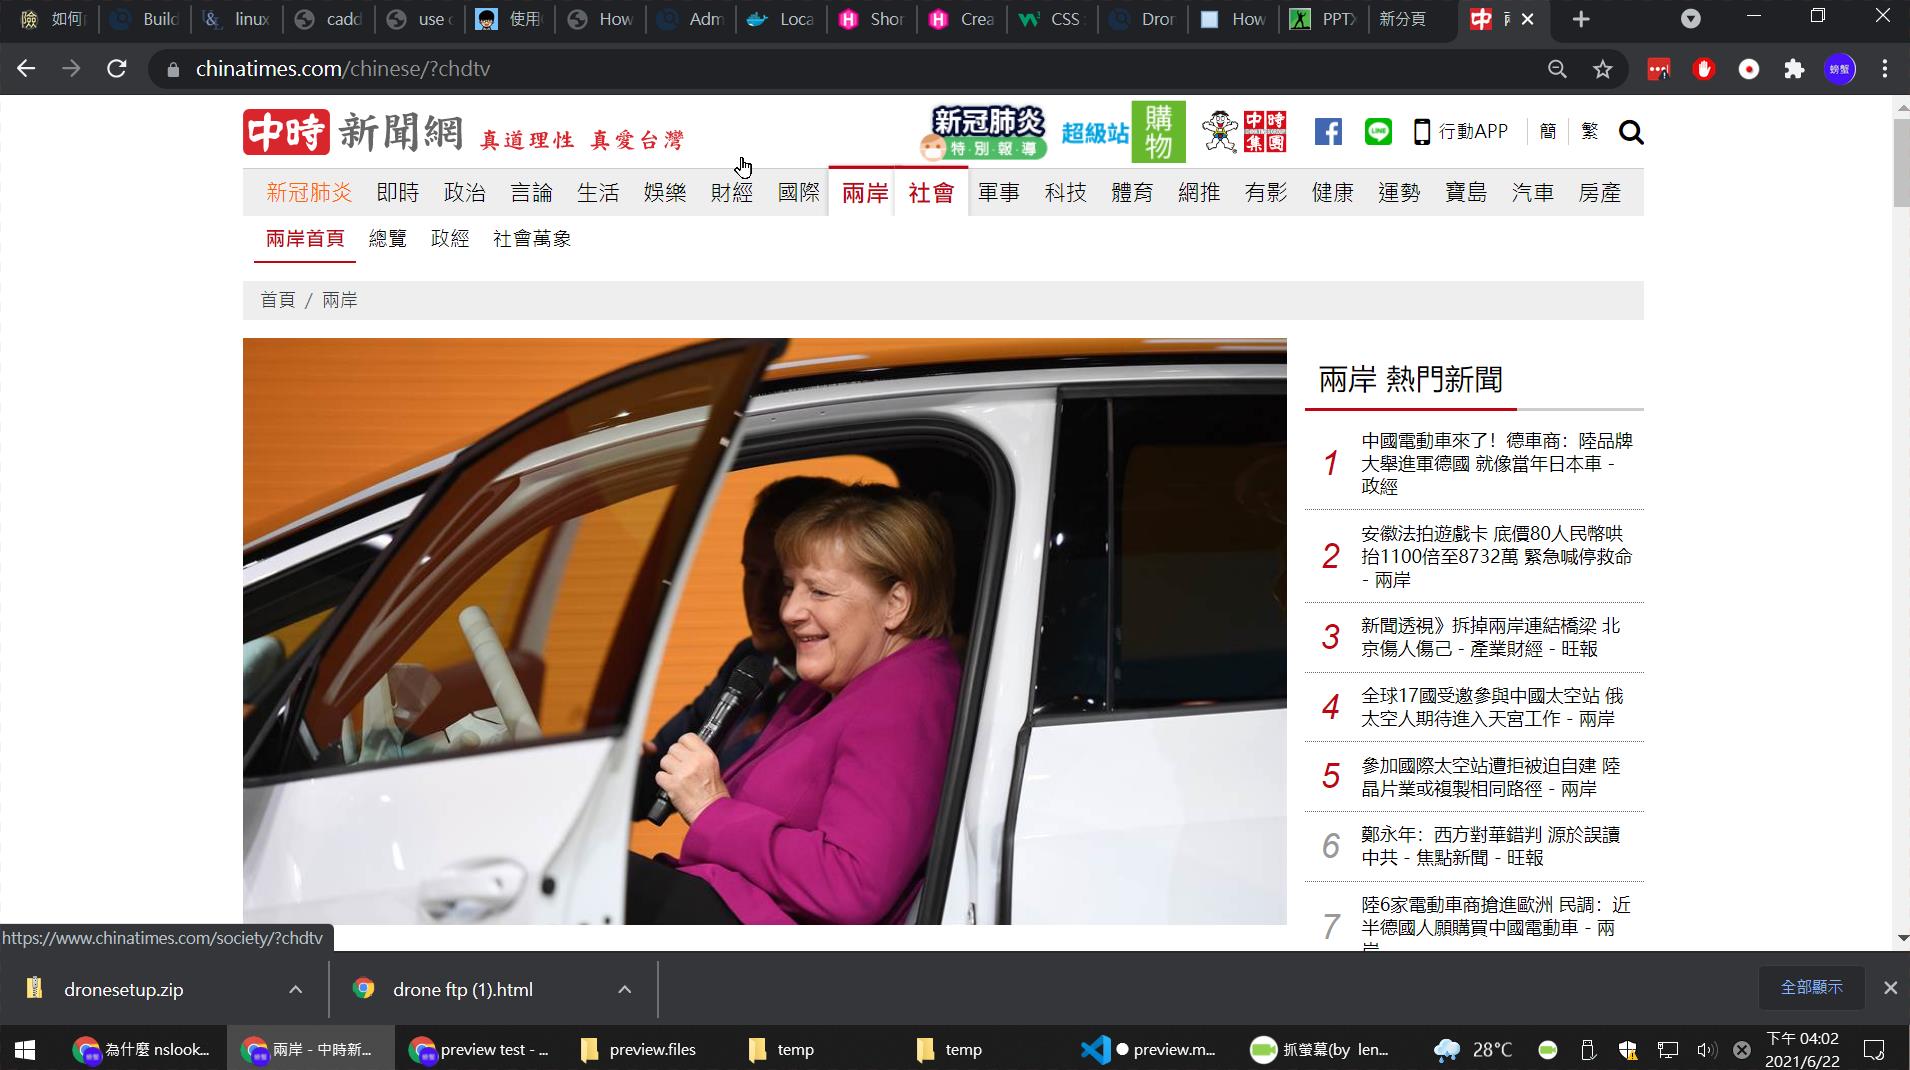 如何
Build
linux
cadd
use c
使用
How
Adm
Loca
Shor
Crea
CSS
Dror
How
PPTX
新分頁
chinatimes.com/chinese/?chdtv
螃蟹
中時 新聞網 真道理性 真愛台灣
新冠肺炎
特·別·報·導
超級站
購物
中時集團
行動APP
簡
繁
新冠肺炎 即時 政治 言論 生活 娛樂 財經 國際 兩岸 社會 軍事 科技 體育 網推 有影 健康 運勢 寶島 汽車 房產
兩岸首頁 總覽 政經 社會萬象
首頁 / 兩岸
兩岸 熱門新聞
1
中國電動車來了！德車商：陸品牌
大舉進軍德國 就像當年日本車 -
政經
2
安徽法拍遊戲卡 底價80人民幣哄
抬1100倍至8732萬 緊急喊停救命
- 兩岸
3
新聞透視》拆掉兩岸連結橋梁 北
京傷人傷己 - 產業財經 - 旺報
4
全球17國受邀參與中國太空站 俄
太空人期待進入天宮工作 - 兩岸
5
參加國際太空站遭拒被迫自建 陸
晶片業或複製相同路徑 - 兩岸
6
鄭永年：西方對華錯判 源於誤讀
中共 - 焦點新聞 - 旺報
7
陸6家電動車商搶進歐洲 民調：近
半德國人願購買中國電動車 - 兩
https://www.chinatimes.com/society/?chdtv
dronesetup.zip
drone ftp (1).html
全部顯示
為什麼 nslook...
兩岸 - 中時新...
preview test - ...
preview.files
temp
temp
● preview.m...
抓螢幕(by len...
28°C
下午 04:02
2021/6/22